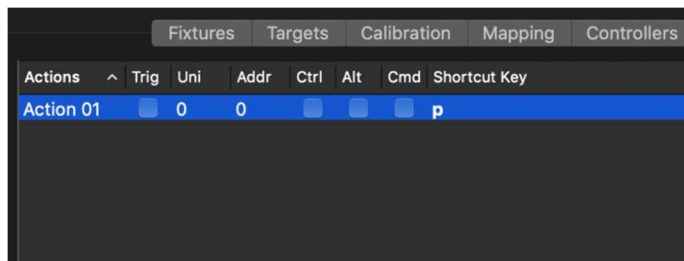 Fixtures Targets Calibration Mapping Controllers
Actions Trig Uni Addr Ctrl Alt Cmd Shortcut Key
Action 01 0 0 p